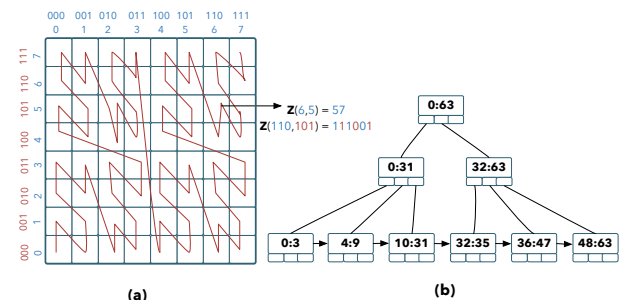 000 001 010 011 100 101 110 111
0 1 2 3 4 5 6 7
111 7
110 6
101 5
100 4
011 3
010 2
001 1
000 0
Z(6,5) = 57
Z(110,101) = 111001
(a)
0:63
0:31 32:63
0:3 4:9 10:31 32:35 36:47 48:63
(b)